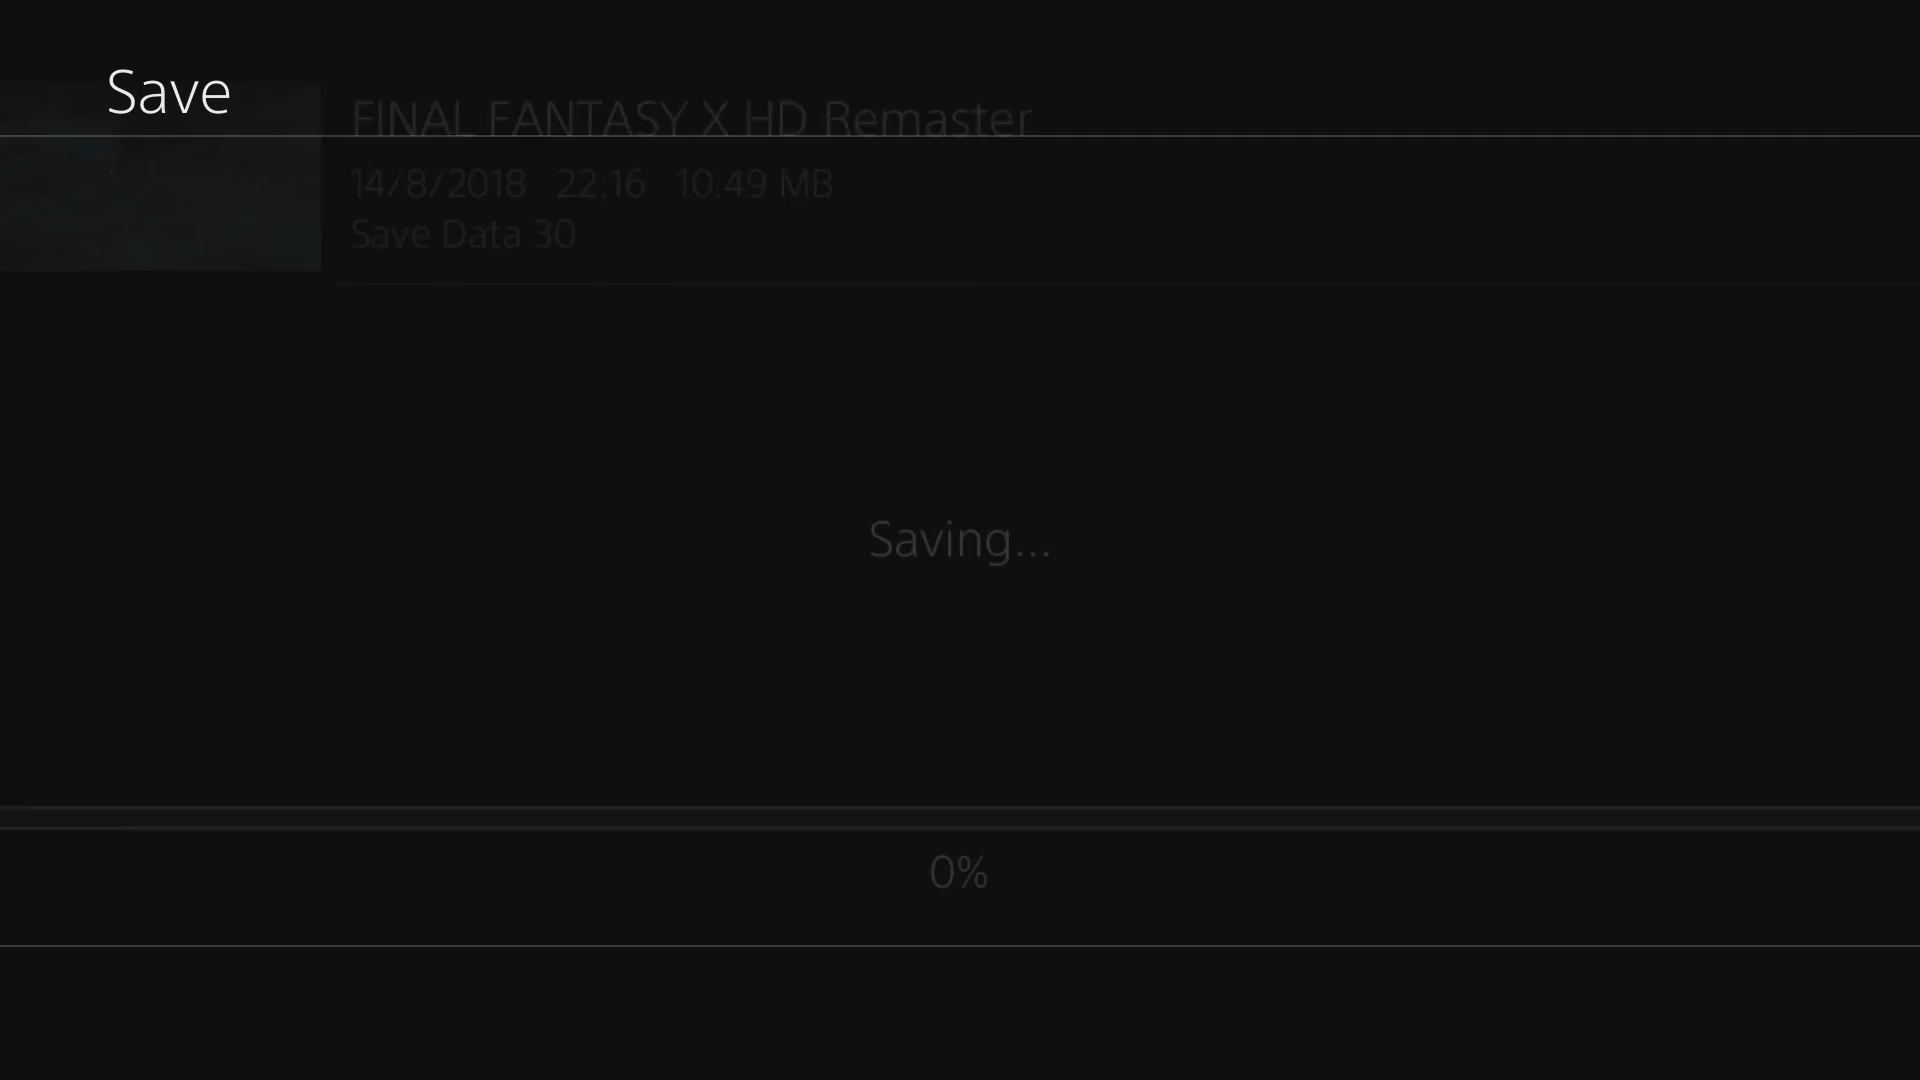 Save
FINAL FANTASY X HD Remaster
14/8/2018 22:16 10.49 MB
Save Data 30
Saving...
0%